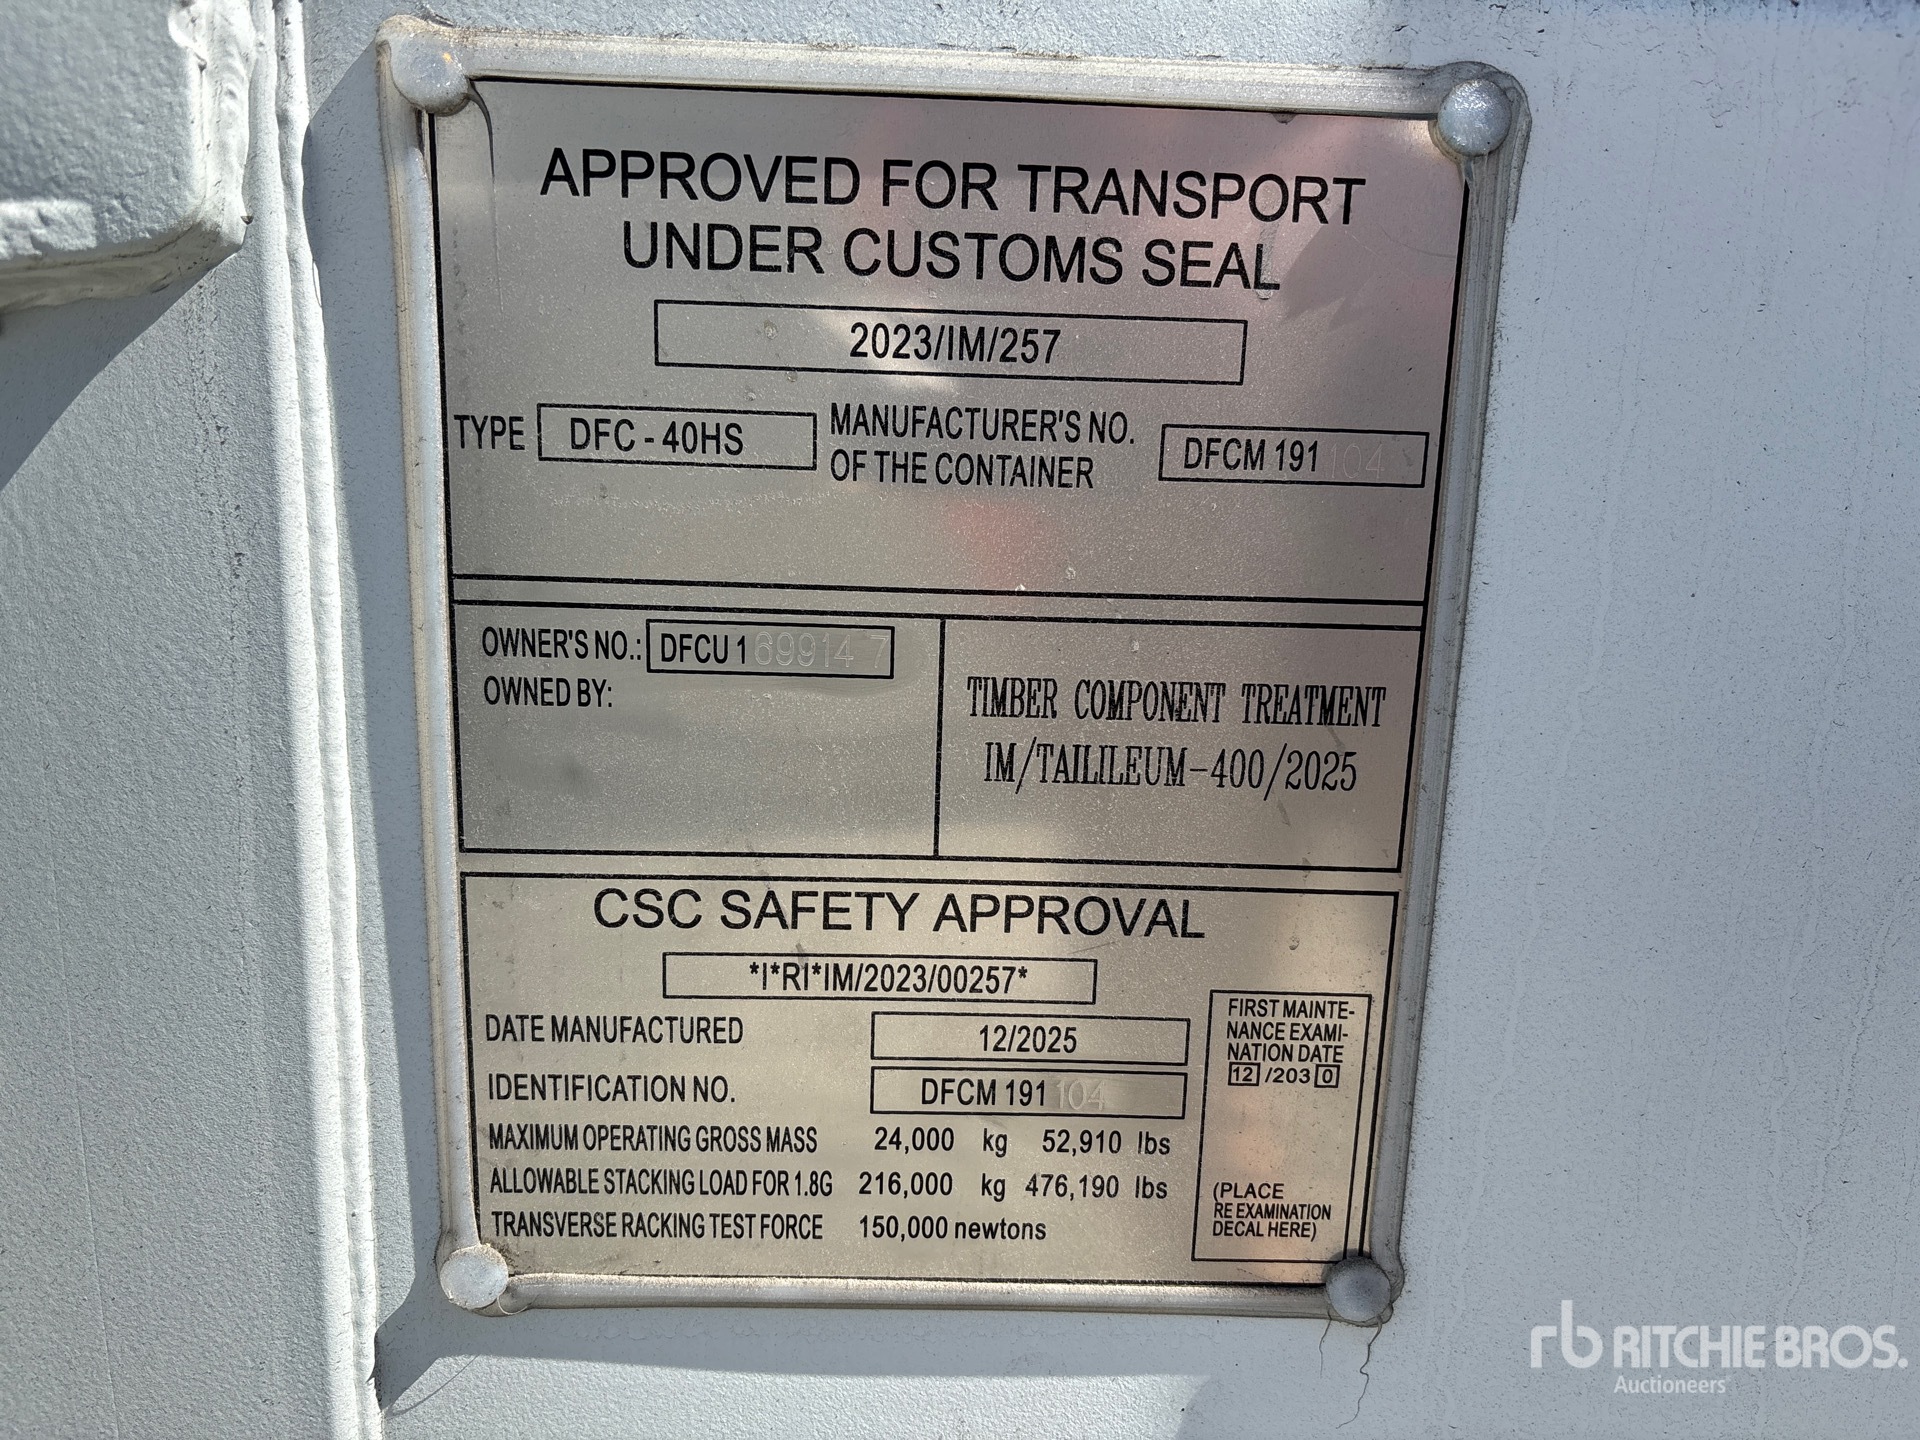 APPROVED FOR TRANSPORT
UNDER CUSTOMS SEAL
2023/IM/257
TYPE DFC - 40HS MANUFACTURER'S NO. OF THE CONTAINER DFCM 191104
OWNER'S NO.: DFCU 1699147
OWNED BY:
TIMBER COMPONENT TREATMENT
IM/TAILILEUM-400/2025
CSC SAFETY APPROVAL
*I*RI*IM/2023/00257*
DATE MANUFACTURED 12/2025
IDENTIFICATION NO. DFCM 191104
MAXIMUM OPERATING GROSS MASS 24,000 kg 52,910 lbs
ALLOWABLE STACKING LOAD FOR 1.8G 216,000 kg 476,190 lbs
TRANSVERSE RACKING TEST FORCE 150,000 newtons
FIRST MAINTE-
NANCE EXAMI-
NATION DATE
12 /203 0
(PLACE
RE EXAMINATION
DECAL HERE)
rb RITCHIE BROS.
Auctioneers